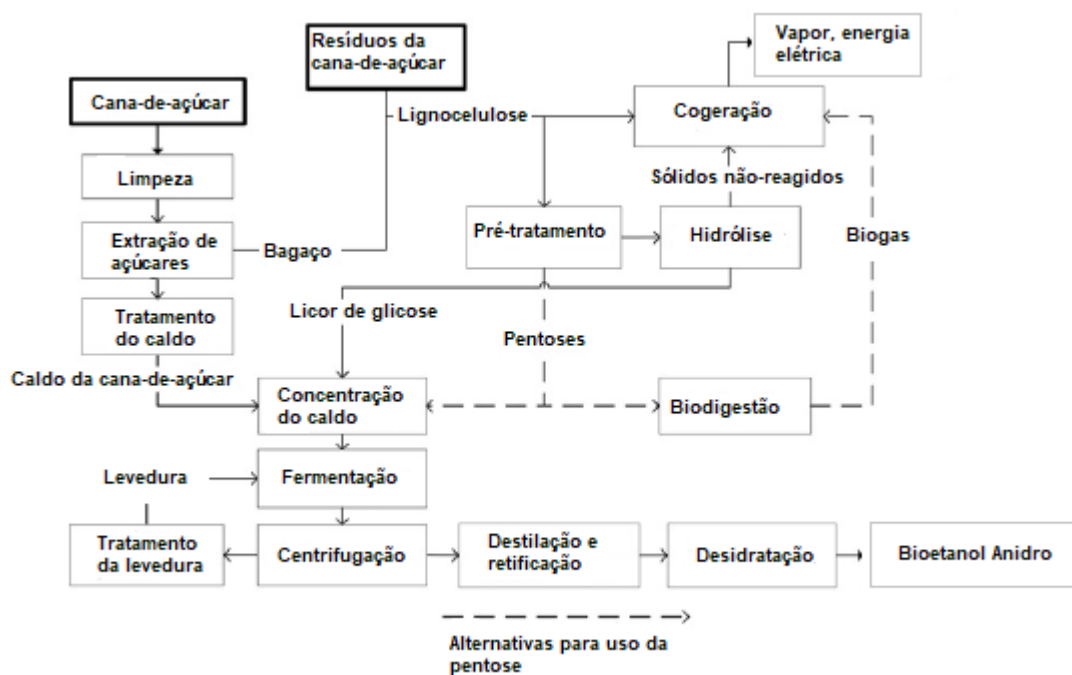 Resíduos da
cana-de-açúcar
Vapor, energia
elétrica
Cana-de-açúcar
Lignocelulose
Cogeração
Limpeza
Sólidos não-reagidos
Extração de
açúcares
Bagaço
Pré-tratamento
Hidrólise
Biogas
Tratamento
do caldo
Licor de glicose
Pentoses
Caldo da cana-de-açúcar
Concentração
do caldo
Biodigestão
Levedura
Fermentação
Tratamento
da levedura
Centrifugação
Destilação e
retificação
Desidratação
Bioetanol Anidro
Alternativas para uso da
pentose